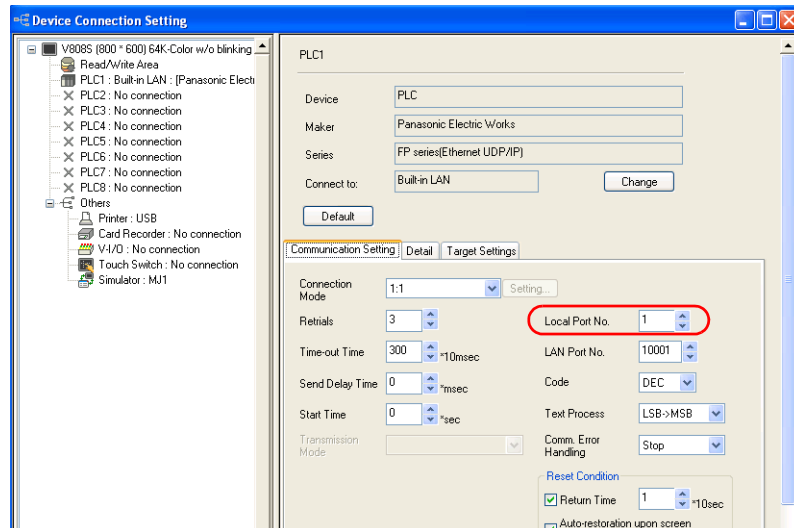 Device Connection Setting
V808S (800 * 600) 64K-Color w/o blinking
Read/Write Area
PLC1 : Built-in LAN : [Panasonic Electr
PLC2 : No connection
PLC3 : No connection
PLC4 : No connection
PLC5 : No connection
PLC6 : No connection
PLC7 : No connection
PLC8 : No connection
Others
Printer : USB
Card Recorder : No connection
V-I/O : No connection
Touch Switch : No connection
Simulator : MJ1
PLC1
Device PLC
Maker Panasonic Electric Works
Series FP series(Ethernet UDP/IP)
Connect to: Built-in LAN Change
Default
Communication Setting Detail Target Settings
Connection Mode 1:1 Setting...
Retrials 3 Local Port No. 1
Time-out Time 300 *10msec LAN Port No. 10001
Send Delay Time 0 *msec Code DEC
Start Time 0 *sec Text Process LSB->MSB
Transmission Mode Comm. Error Handling Stop
Reset Condition
Return Time 1 *10sec
Auto-restoration upon screen